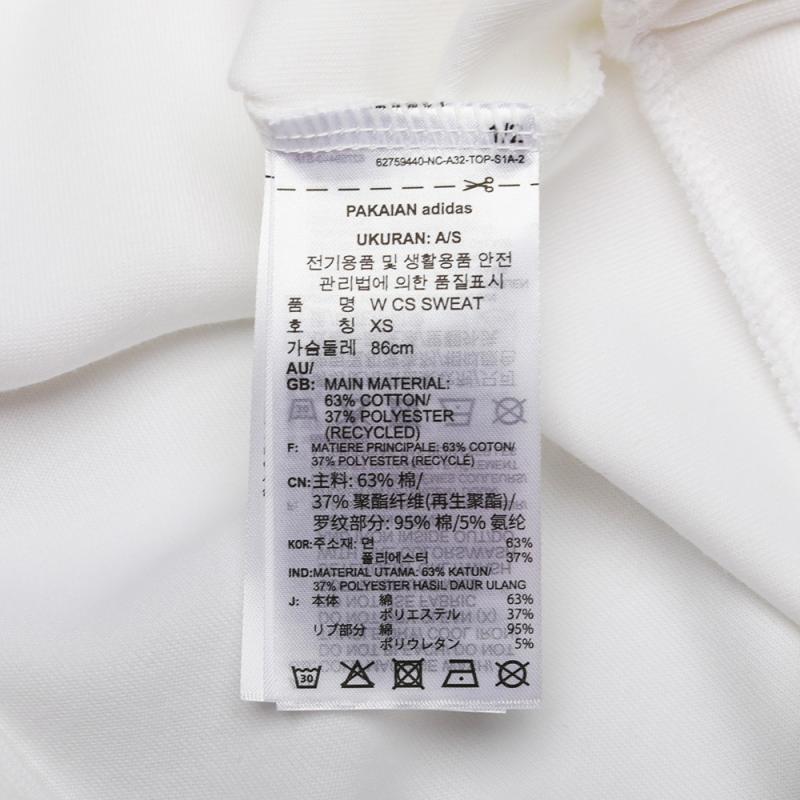 1/2
62759440-NC-A32-TOP-S1A-2
PAKAIAN adidas
UKURAN: A/S
전기용품 및 생활용품 안전
관리법에 의한 품질표시
품 명 W CS SWEAT
호 칭 XS
가슴둘레 86cm
AU/
GB: MAIN MATERIAL:
63% COTTON/
37% POLYESTER
(RECYCLED)
F: MATIERE PRINCIPALE: 63% COTON/
37% POLYESTER (RECYCLÉ)
CN: 主料: 63% 棉/
37% 聚酯纤维(再生聚酯)/
罗纹部分: 95% 棉/5% 氨纶
KOR: 주소재: 면 63%
폴리에스터 37%
IND: MATERIAL UTAMA: 63% KATUN/
37% POLYESTER HASIL DAUR ULANG
J: 本体 綿 63%
ポリエステル 37%
リブ部分 綿 95%
ポリウレタン 5%
30